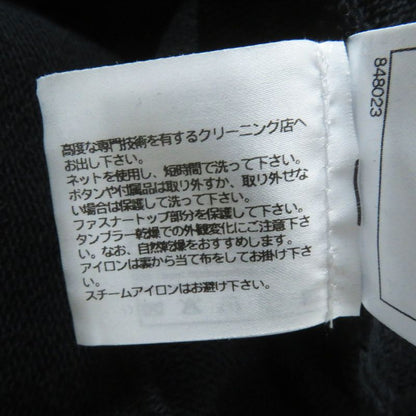 高度な専門技術を有するクリーニング店へ
お出し下さい。
ネットを使用し、短時間で洗って下さい。
ボタンや付属品は取り外すか、取り外せな
い場合は保護して洗って下さい。
ファスナートップ部分を保護して下さい。
タンブラー乾燥での外観変化にご注意下さ
い。なお、自然乾燥をおすすめします。
アイロンは裏から当て布をしてお掛け下さ
い。
スチームアイロンはお避け下さい。
848023